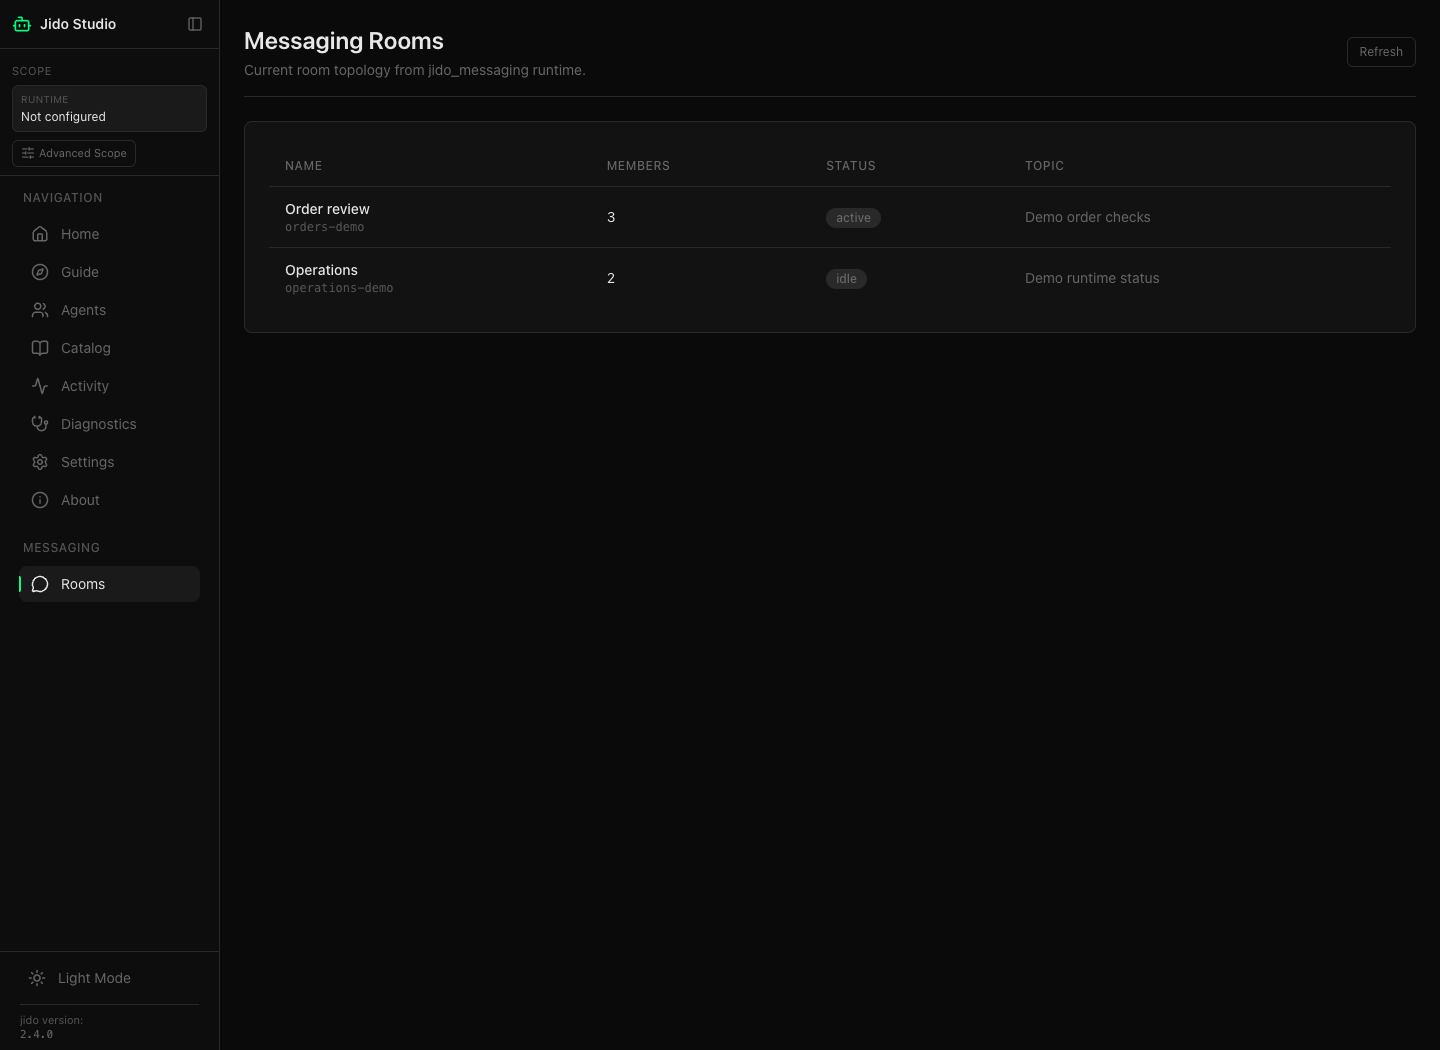 Jido Studio
SCOPE
RUNTIME
Not configured
Advanced Scope
NAVIGATION
Home
Guide
Agents
Catalog
Activity
Diagnostics
Settings
About
MESSAGING
Rooms
Light Mode
jido version:
2.4.0
Messaging Rooms
Current room topology from jido_messaging runtime.
Refresh
NAME MEMBERS STATUS TOPIC
Order review
orders-demo
3 active Demo order checks
Operations
operations-demo
2 idle Demo runtime status